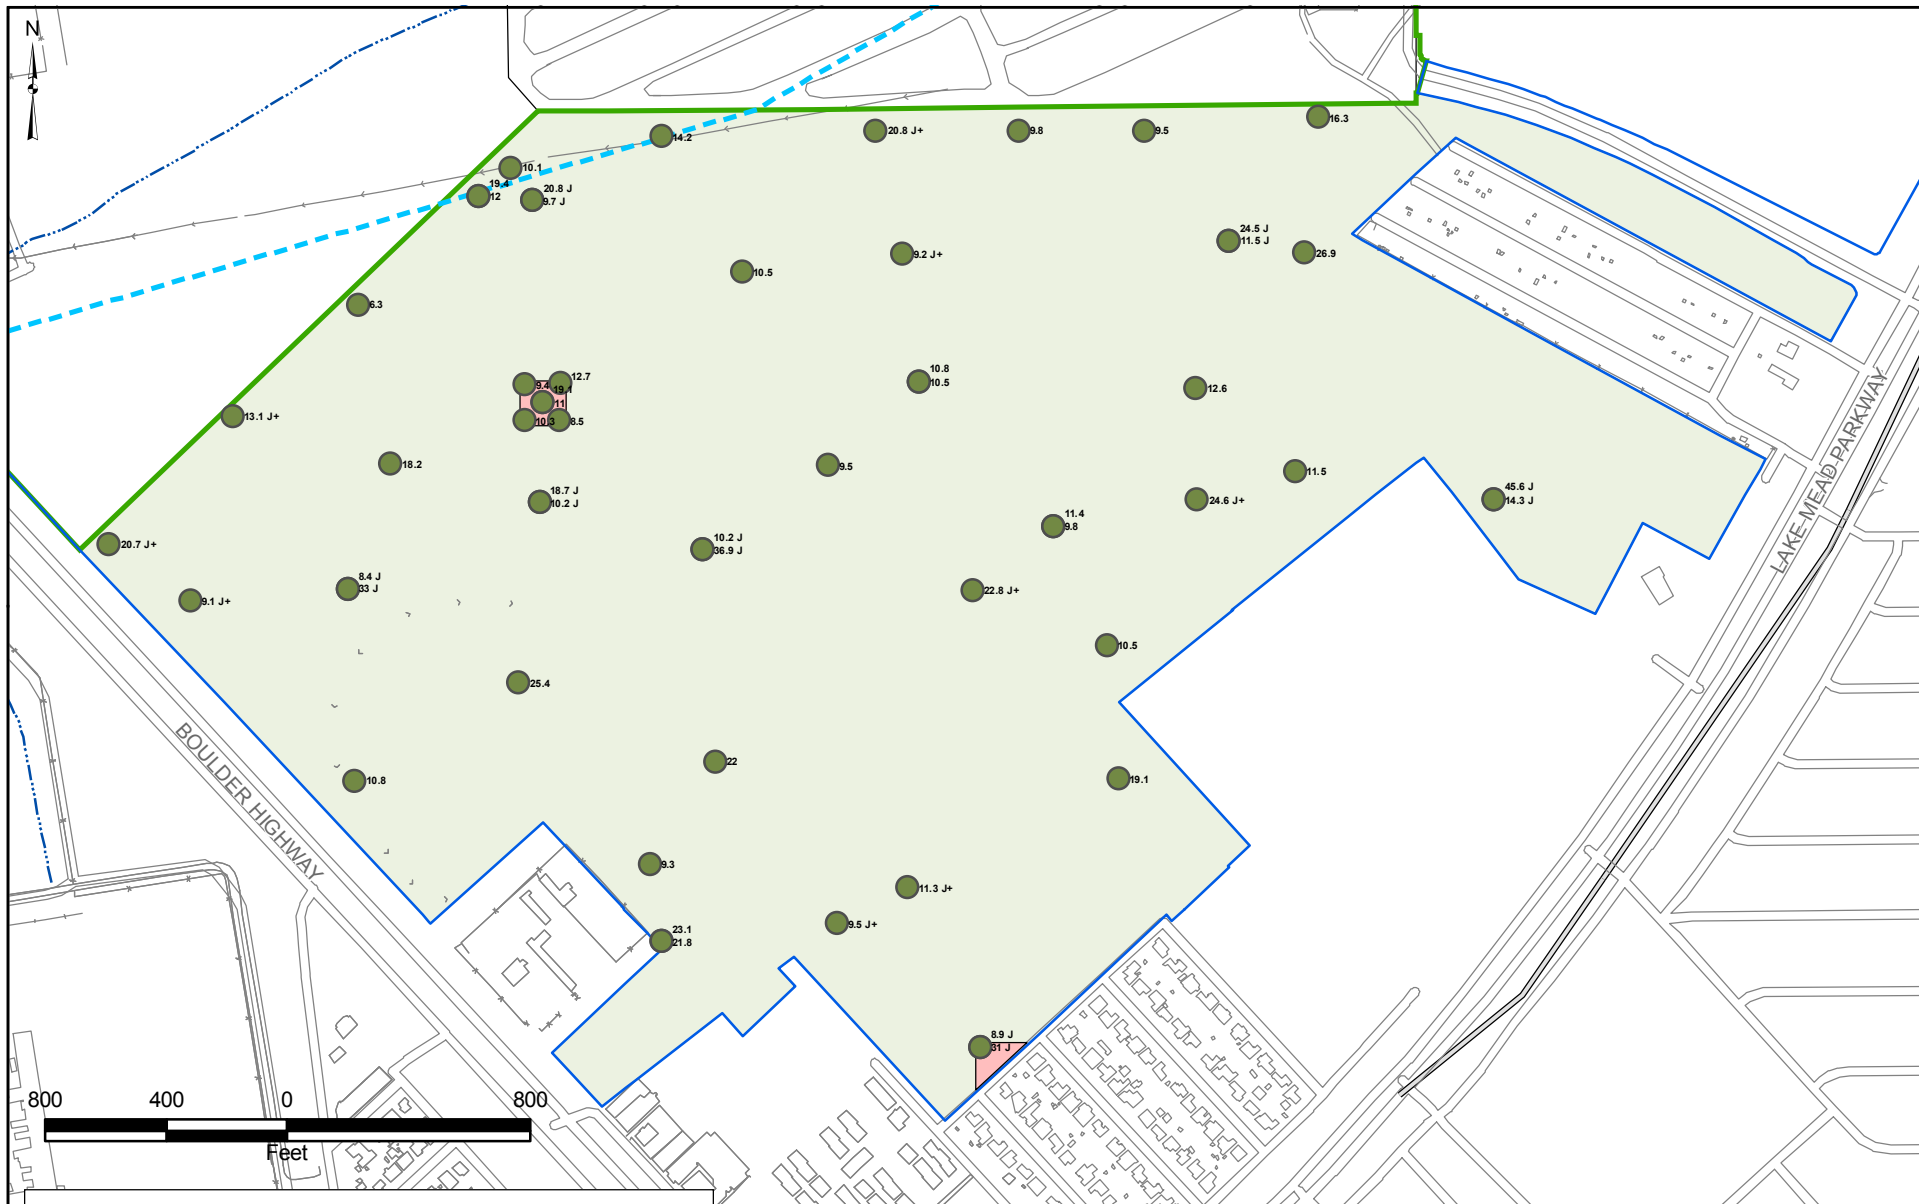 N
14.2
20.8 J+
9.8
9.5
16.3
10.1
19.4
12
20.8 J
9.7 J
24.5 J
11.5 J
26.9
9.2 J+
10.5
6.3
12.7
9.4
19.1
11
10.3
8.5
10.8
10.5
12.6
13.1 J+
18.2
9.5
11.5
18.7 J
10.2 J
24.6 J+
45.6 J
14.3 J
11.4
9.8
20.7 J+
10.2 J
36.9 J
8.4 J
33 J
9.1 J+
22.8 J+
10.5
25.4
22
10.8
19.1
9.3
11.3 J+
9.5 J+
23.1
21.8
8.9 J
31 J
LAKE MEAD PARKWAY
BOULDER HIGHWAY
800 400 0 800
Feet